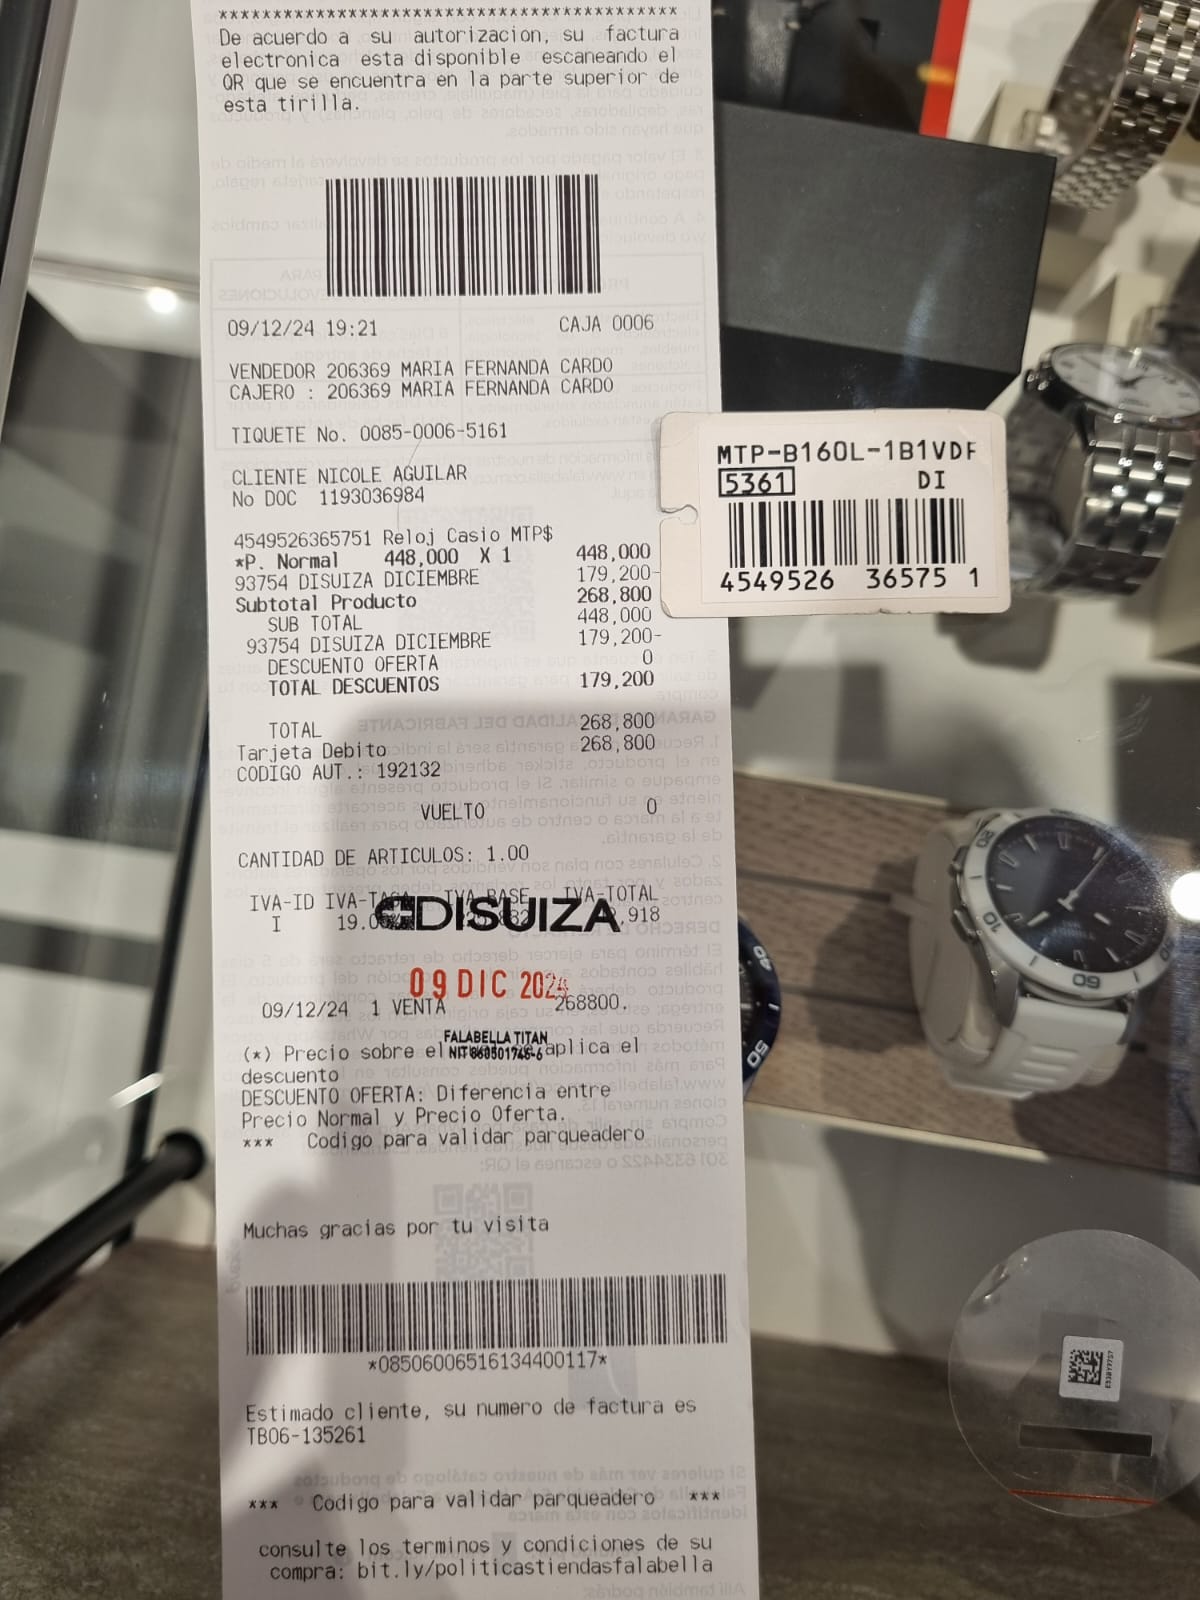 De acuerdo a su autorizacion, su factura
electronica esta disponible escaneando el
QR que se encuentra en la parte superior de
esta tirilla.
09/12/24 19:21 CAJA 0006
VENDEDOR 206369 MARIA FERNANDA CARDO
CAJERO : 206369 MARIA FERNANDA CARDO
TIQUETE No. 0085-0006-5161
CLIENTE NICOLE AGUILAR
No DOC 1193036984
4549526365751 Reloj Casio MTP$
*P. Normal 448,000 X 1 448,000
93754 DISUIZA DICIEMBRE 179,200-
Subtotal Producto 268,800
SUB TOTAL 448,000
93754 DISUIZA DICIEMBRE 179,200-
DESCUENTO OFERTA 0
TOTAL DESCUENTOS 179,200
TOTAL 268,800
Tarjeta Debito 268,800
CODIGO AUT.: 192132
VUELTO 0
CANTIDAD DE ARTICULOS: 1.00
IVA-ID IVA-TASA IVA-BASE IVA-TOTAL
I
DISUIZA
09 DIC 2024
09/12/24 1 VENTA 268800.
FALABELLA TITAN
NIT 860501745-6
(*) Precio sobre el aplica el
descuento
DESCUENTO OFERTA: Diferencia entre
Precio Normal y Precio Oferta.
*** Codigo para validar parqueadero
Muchas gracias por tu visita
*08506006516134400117*
Estimado cliente, su numero de factura es
TB06-135261
*** Codigo para validar parqueadero ***
consulte los terminos y condiciones de su
compra: bit.ly/politicastiendasfalabella
MTP-B160L-1B1VDF
5361 DI
4549526 36575 1